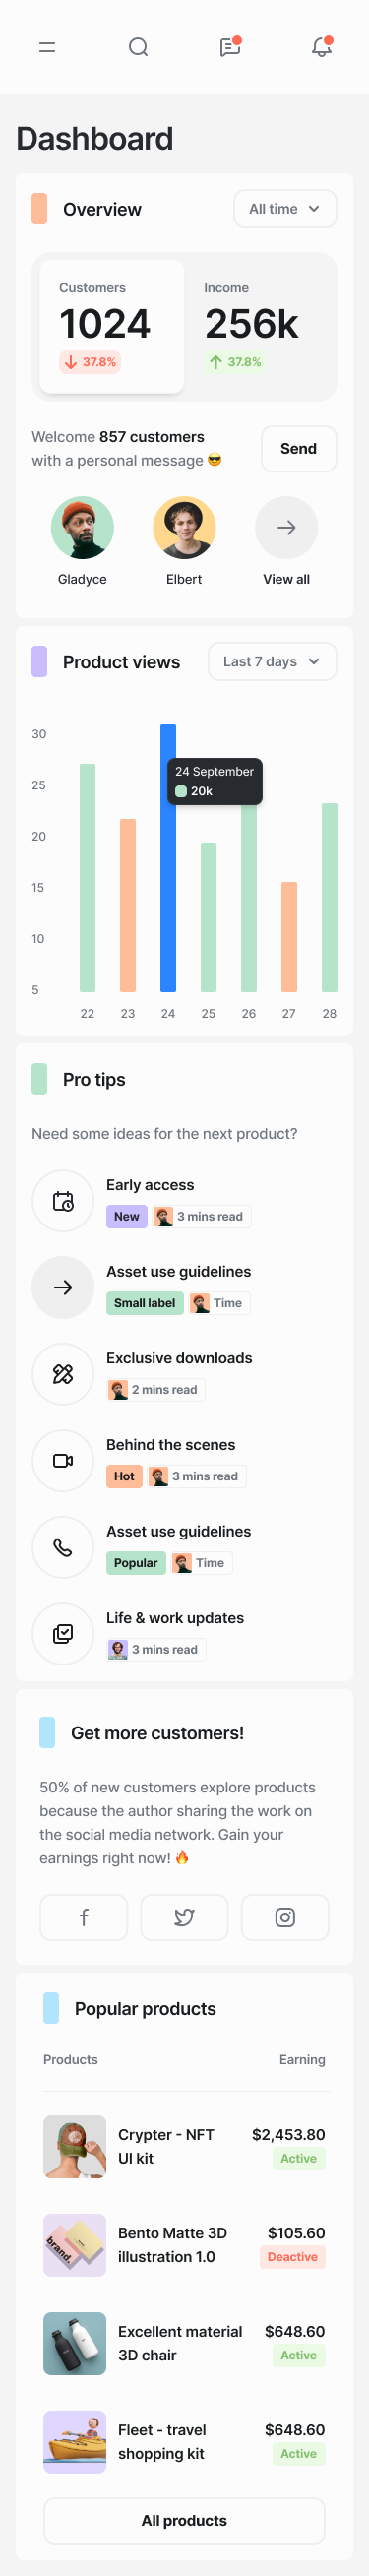 Dashboard
Overview
All time
Customers
Income
1024
256k
37.8%
37.8%
Welcome 857 customers
with a personal message 😎
Send
Gladyce
Elbert
View all
Product views
Last 7 days
30
25
20
15
10
5
24 September
20k
22 23 24 25 26 27 28
Pro tips
Need some ideas for the next product?
Early access
New 3 mins read
Asset use guidelines
Small label Time
Exclusive downloads
2 mins read
Behind the scenes
Hot 3 mins read
Asset use guidelines
Popular Time
Life & work updates
3 mins read
Get more customers!
50% of new customers explore products
because the author sharing the work on
the social media network. Gain your
earnings right now! 🔥
Popular products
Products Earning
Crypter - NFT
UI kit
$2,453.80
Active
brand.
Bento Matte 3D
illustration 1.0
$105.60
Deactive
Excellent material
3D chair
$648.60
Active
Fleet - travel
shopping kit
$648.60
Active
All products